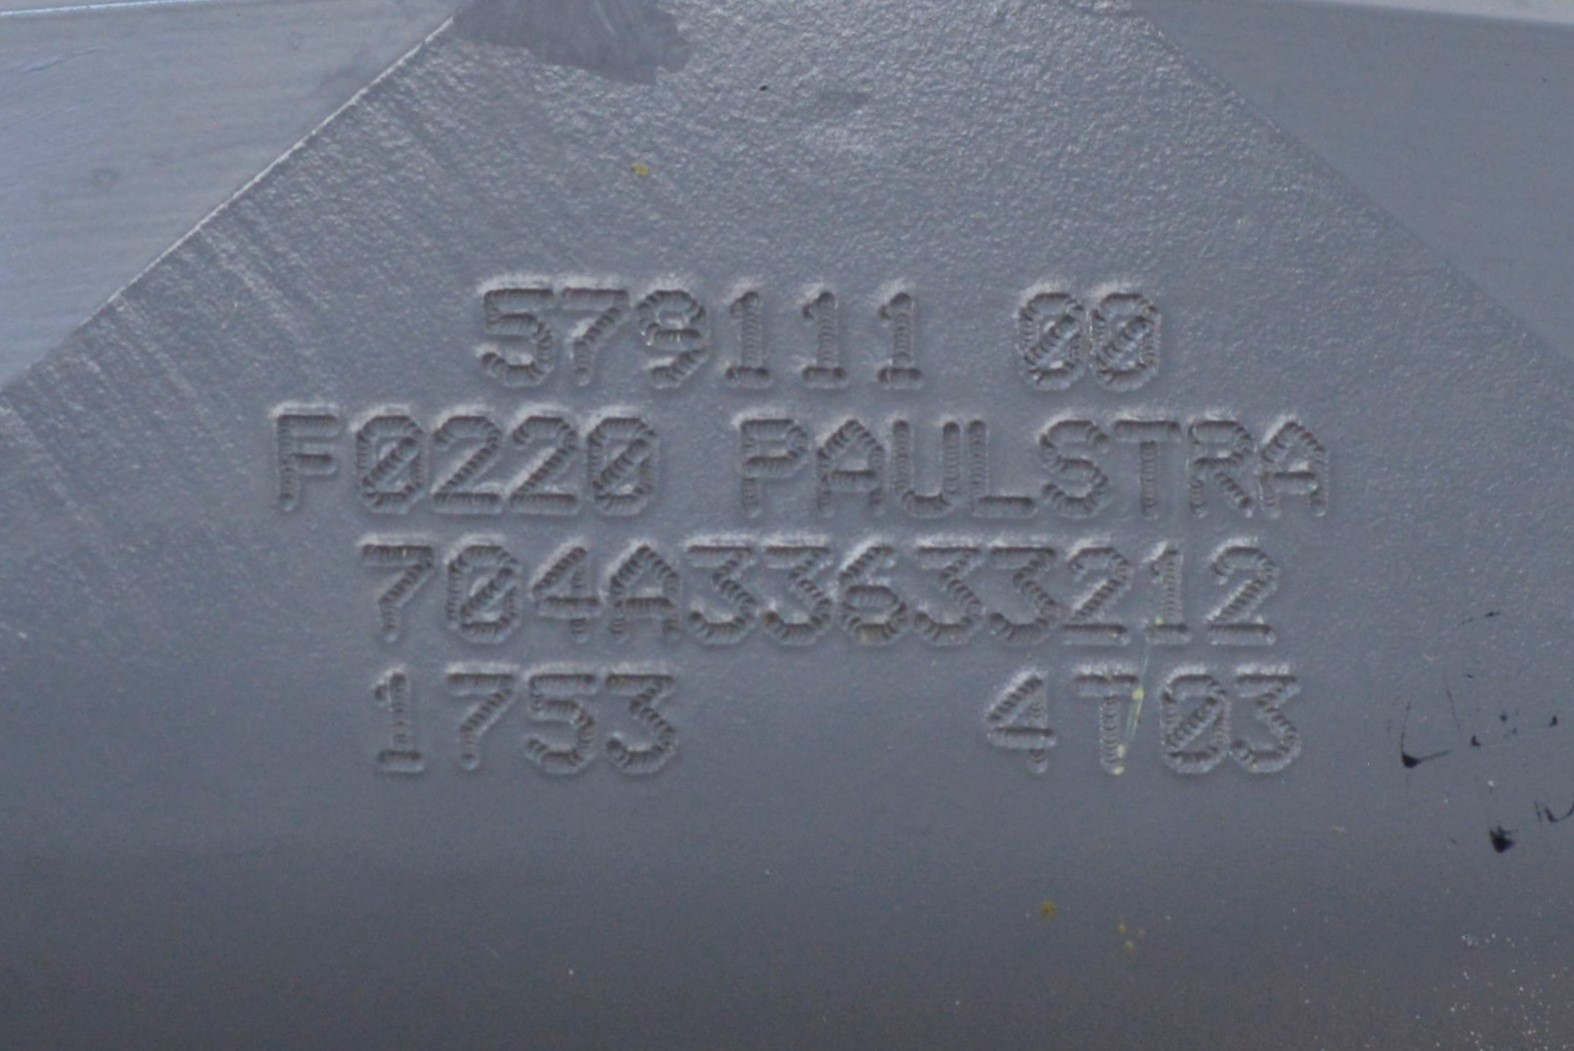 579111 00
F0220 PAULSTRA
704A33633212
1753 4T03